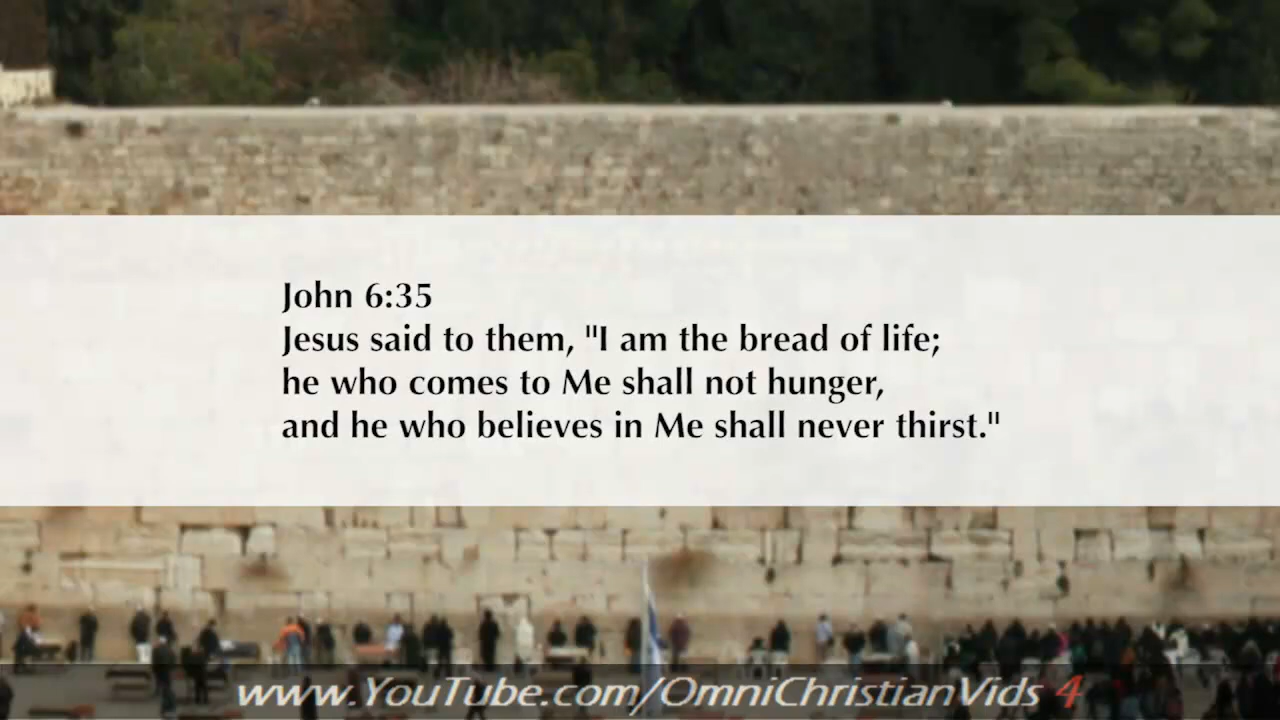 John 6:35
Jesus said to them, "I am the bread of life;
he who comes to Me shall not hunger,
and he who believes in Me shall never thirst."
www.YouTube.com/OmniChristianVids 4